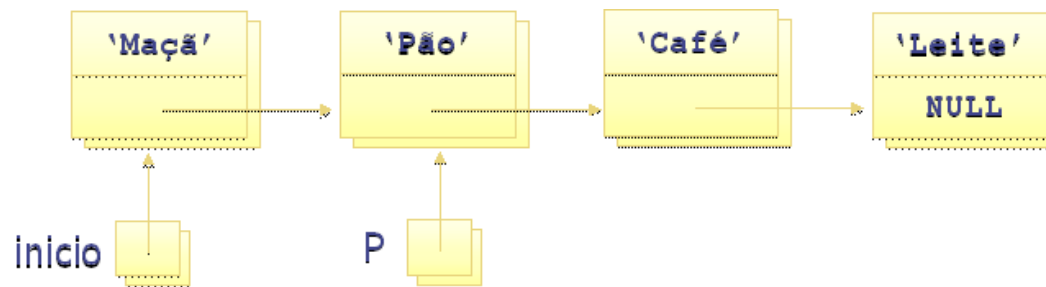 ‘Maçã’ ‘Pão’ ‘Café’ ‘Leite’
NULL
inicio P